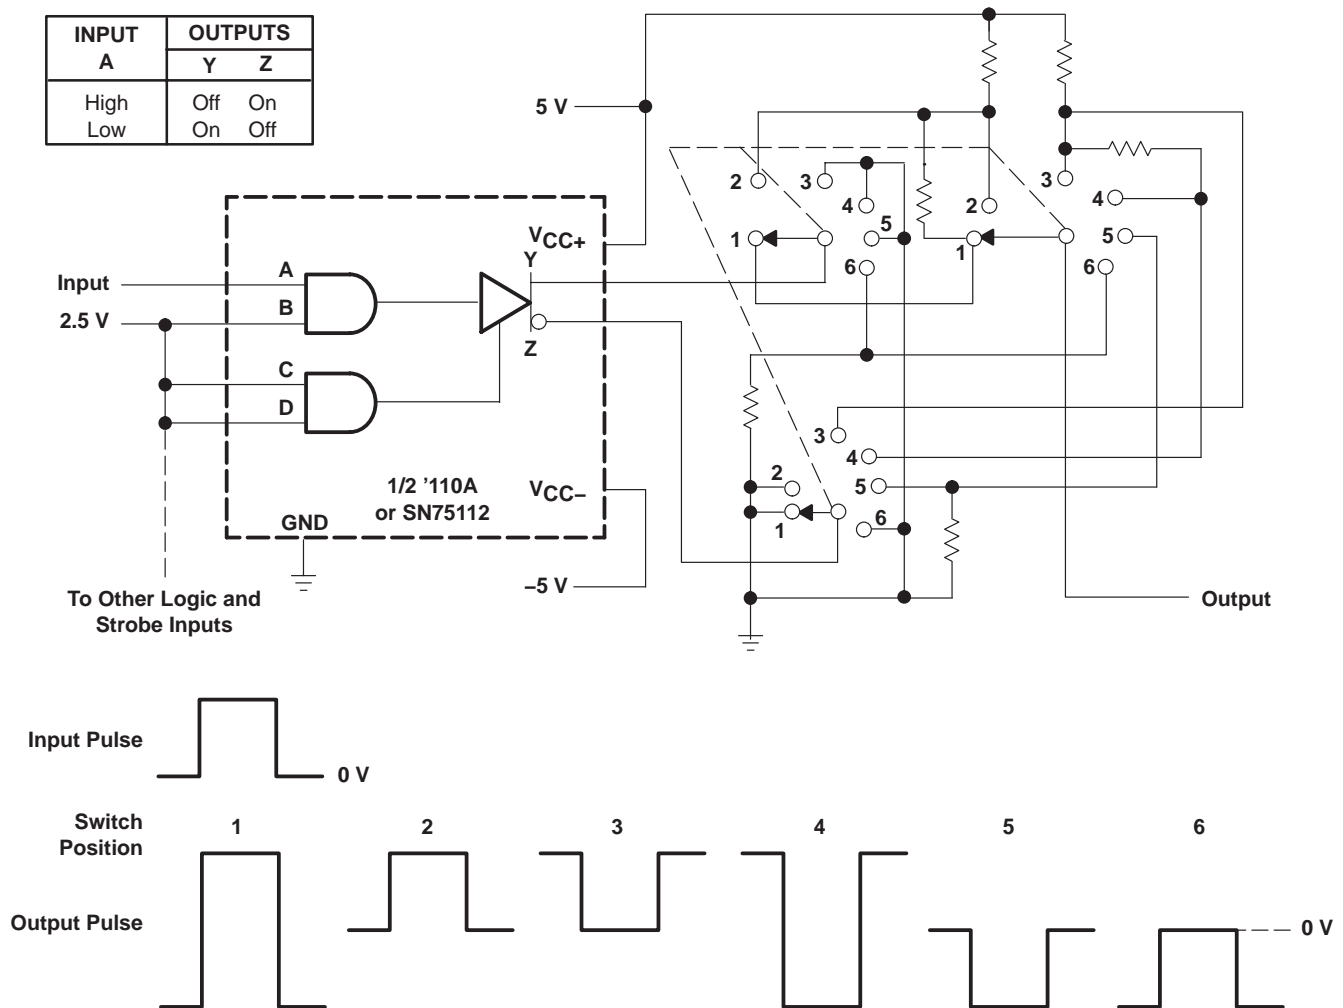 INPUT
A
OUTPUTS
Y Z
High Off On
Low On Off
5 V
2
3
4
5
6
1
2
1
3
4
5
6
VCC+
Y
Z
Input
2.5 V
A
B
C
D
1/2 '110A
or SN75112
VCC–
GND
–5 V
3
4
2
5
1
6
To Other Logic and
Strobe Inputs
Output
Input Pulse
0 V
Switch
Position
1 2 3 4 5 6
Output Pulse
0 V